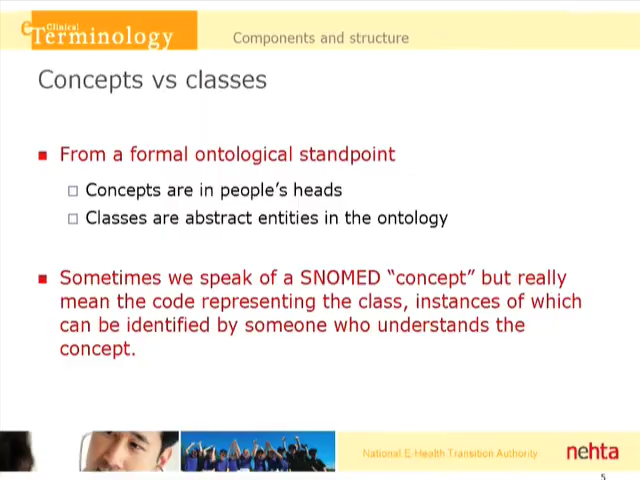 e-Clinical
Terminology
Components and structure
Concepts vs classes
From a formal ontological standpoint
Concepts are in people's heads
Classes are abstract entities in the ontology
Sometimes we speak of a SNOMED “concept” but really
mean the code representing the class, instances of which
can be identified by someone who understands the
concept.
National E-Health Transition Authority
nehta
5